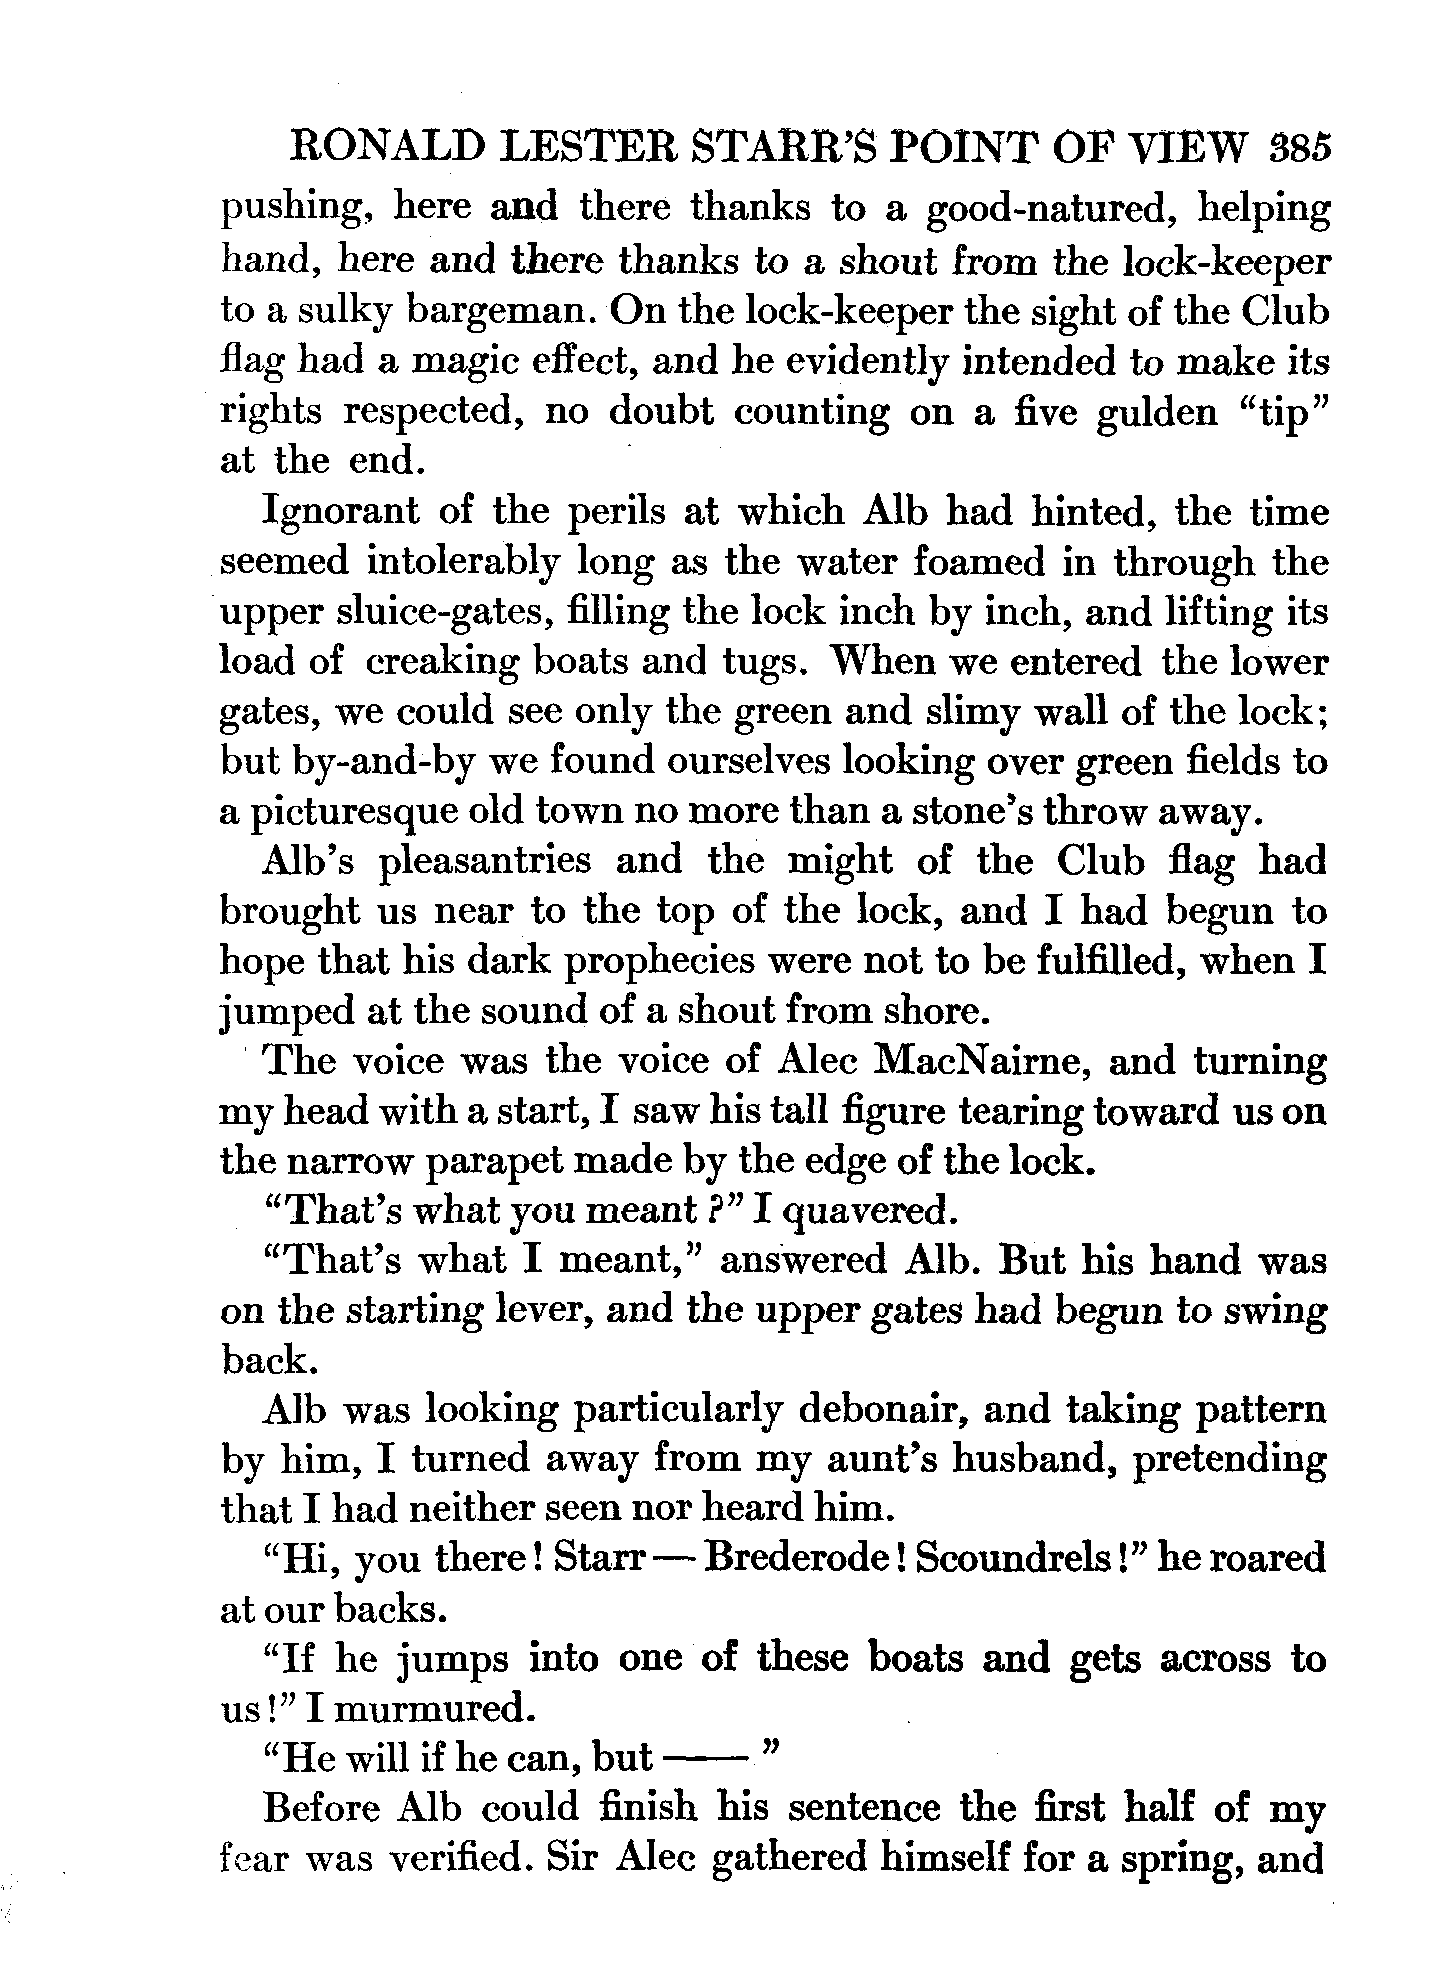 RONALD LESTER STARR'S POINT OF VIEW 385
pushing, here and there thanks to a good-natured, helping
hand, here and there thanks to a shout from the lock-keeper
to a sulky bargeman. On the lock-keeper the sight of the Club
flag had a magic effect, and he evidently intended to make its
rights respected, no doubt counting on a five gulden “tip”
at the end.
Ignorant of the perils at which Alb had hinted, the time
seemed intolerably long as the water foamed in through the
upper sluice-gates, filling the lock inch by inch, and lifting its
load of creaking boats and tugs. When we entered the lower
gates, we could see only the green and slimy wall of the lock;
but by-and-by we found ourselves looking over green fields to
a picturesque old town no more than a stone's throw away.
Alb's pleasantries and the might of the Club flag had
brought us near to the top of the lock, and I had begun to
hope that his dark prophecies were not to be fulfilled, when I
jumped at the sound of a shout from shore.
The voice was the voice of Alec MacNairne, and turning
my head with a start, I saw his tall figure tearing toward us on
the narrow parapet made by the edge of the lock.
“That's what you meant?” I quavered.
“That's what I meant,” answered Alb. But his hand was
on the starting lever, and the upper gates had begun to swing
back.
Alb was looking particularly debonair, and taking pattern
by him, I turned away from my aunt's husband, pretending
that I had neither seen nor heard him.
“Hi, you there! Starr — Brederode! Scoundrels!” he roared
at our backs.
“If he jumps into one of these boats and gets across to
us!” I murmured.
“He will if he can, but —— ”
Before Alb could finish his sentence the first half of my
fear was verified. Sir Alec gathered himself for a spring, and